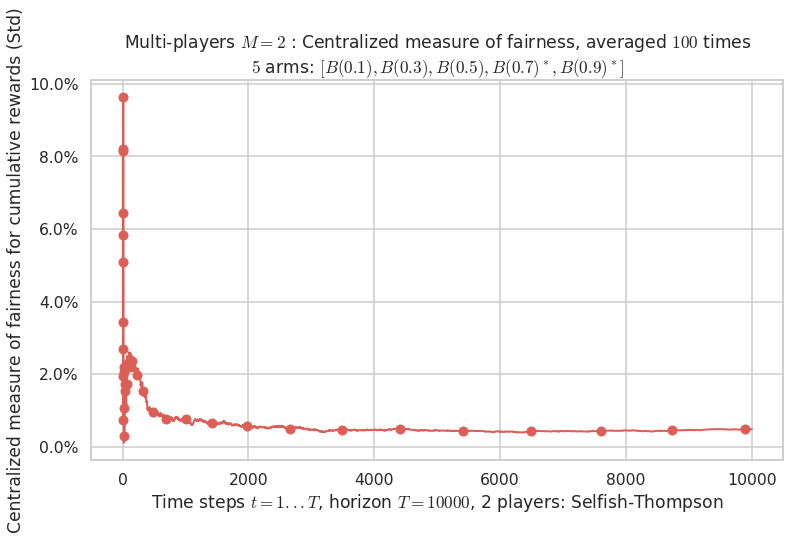 Multi-players M = 2 : Centralized measure of fairness, averaged 100 times
5 arms: [B(0.1), B(0.3), B(0.5), B(0.7)*, B(0.9)*]
Centralized measure of fairness for cumulative rewards (Std)
10.0%
8.0%
6.0%
4.0%
2.0%
0.0%
0 2000 4000 6000 8000 10000
Time steps t = 1...T, horizon T = 10000, 2 players: Selfish-Thompson